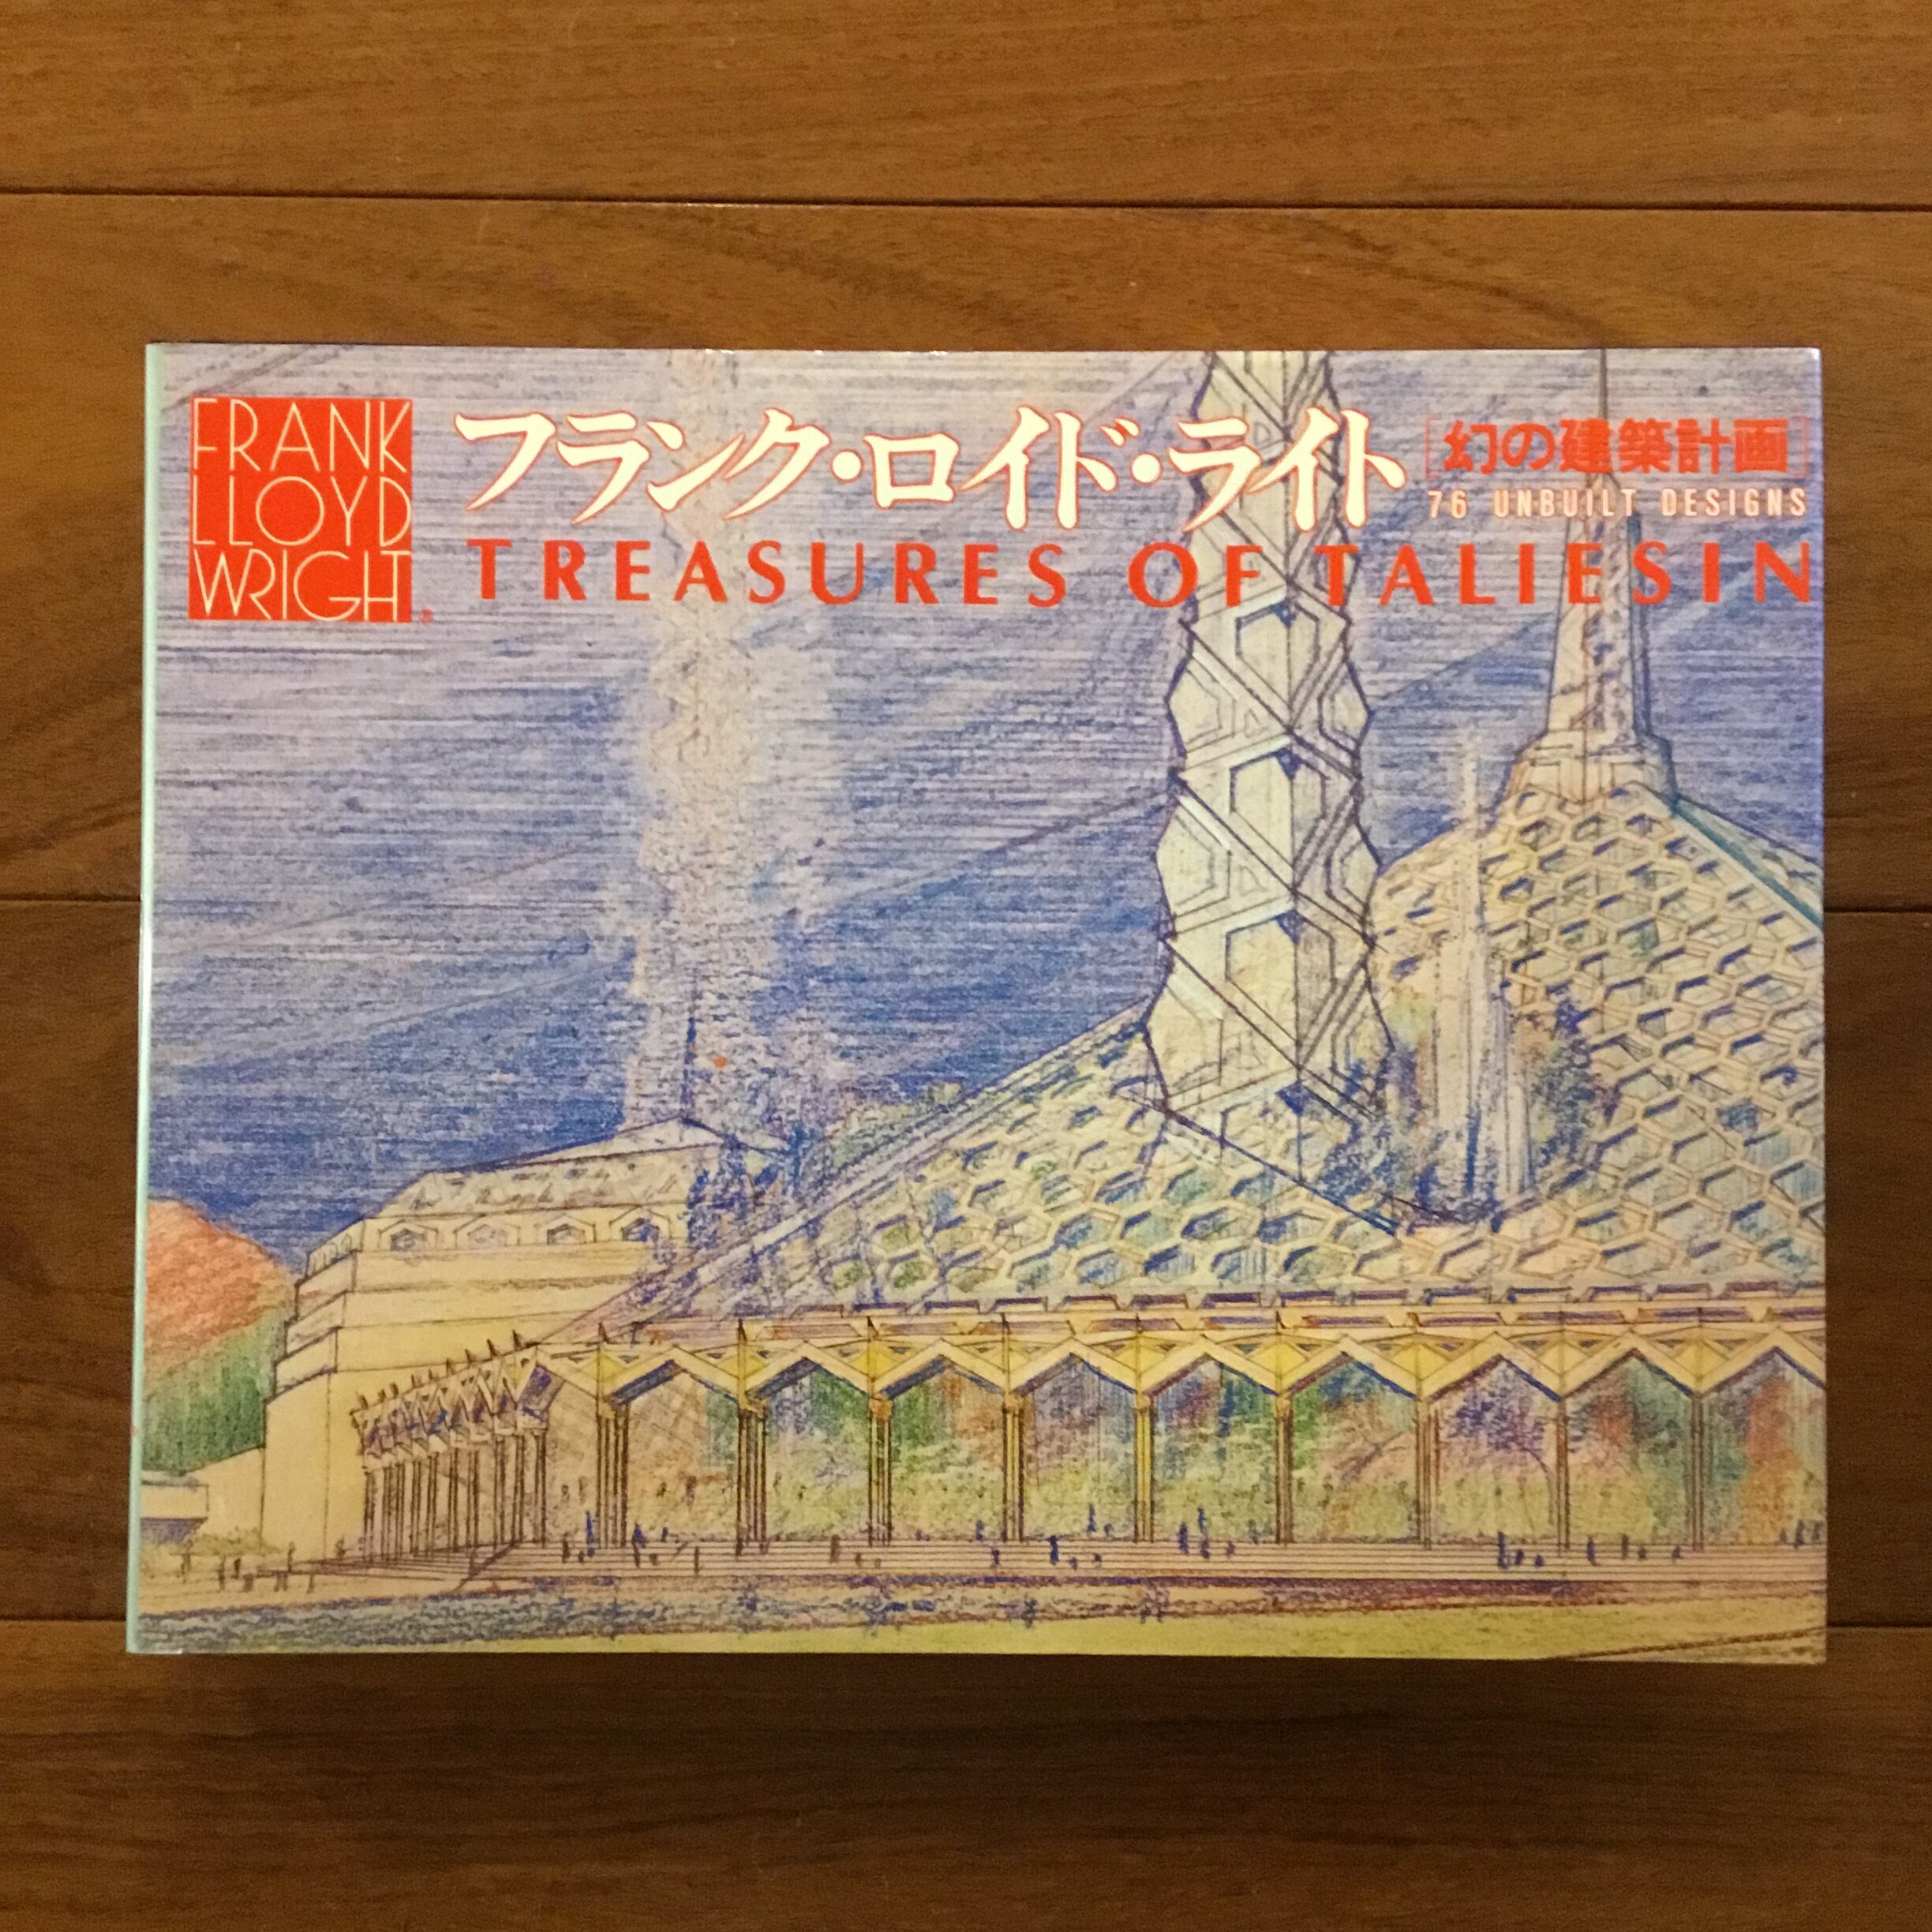 FRANK
LLOYD
WRIGHT
®
フランク・ロイド・ライト
[幻の建築計画]
76 UNBUILT DESIGNS
TREASURES OF TALIESIN